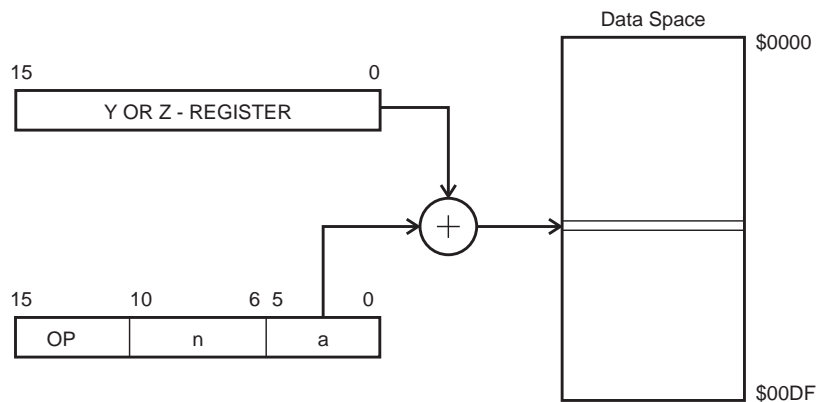 Data Space
$0000
15 0
Y OR Z - REGISTER
+
15 10 6 5 0
OP n a
$00DF